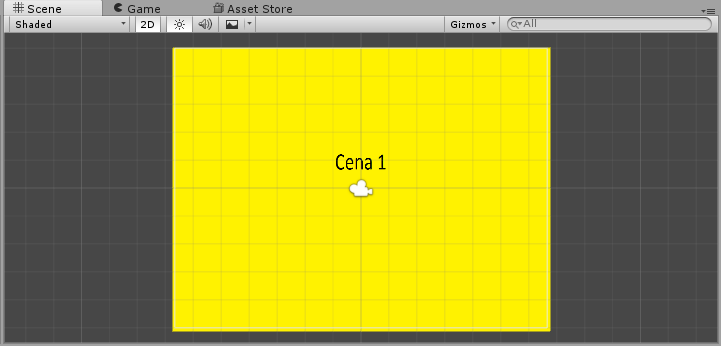 Scene Game Asset Store
Shaded 2D Gizmos All
Cena 1